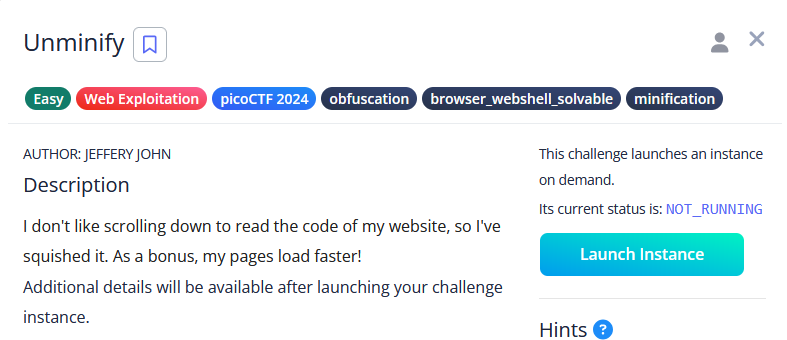 Unminify
Easy Web Exploitation picoCTF 2024 obfuscation browser_webshell_solvable minification
AUTHOR: JEFFERY JOHN
Description
I don't like scrolling down to read the code of my website, so I've
squished it. As a bonus, my pages load faster!
Additional details will be available after launching your challenge
instance.
This challenge launches an instance
on demand.
Its current status is: NOT_RUNNING
Launch Instance
Hints ?